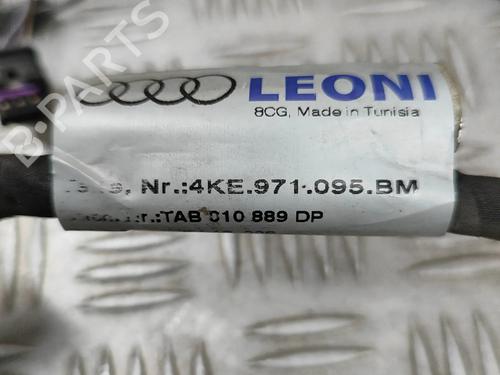 B-PARTS
LEONI
8CG, Made in Tunisia
Nr.:4KE.971.095.BM
TAB 010 889 DP